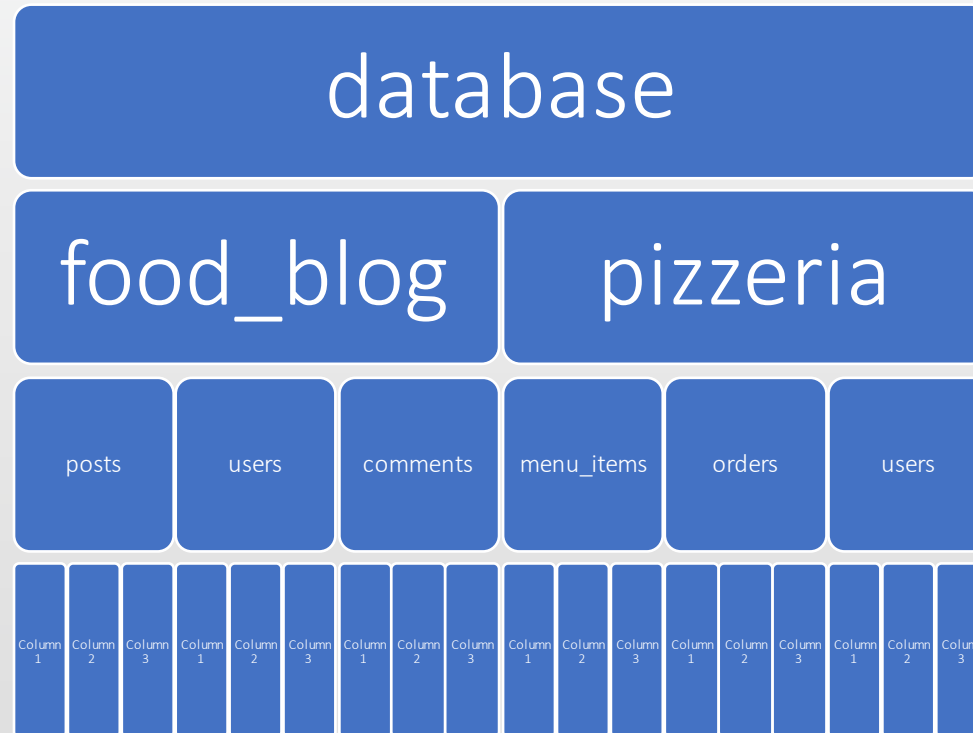 database
food_blog
pizzeria
posts
users
comments
menu_items
orders
users
Column
1
Column
2
Column
3
Column
1
Column
2
Column
3
Column
1
Column
2
Column
3
Column
1
Column
2
Column
3
Column
1
Column
2
Column
3
Column
1
Column
2
Colum
3